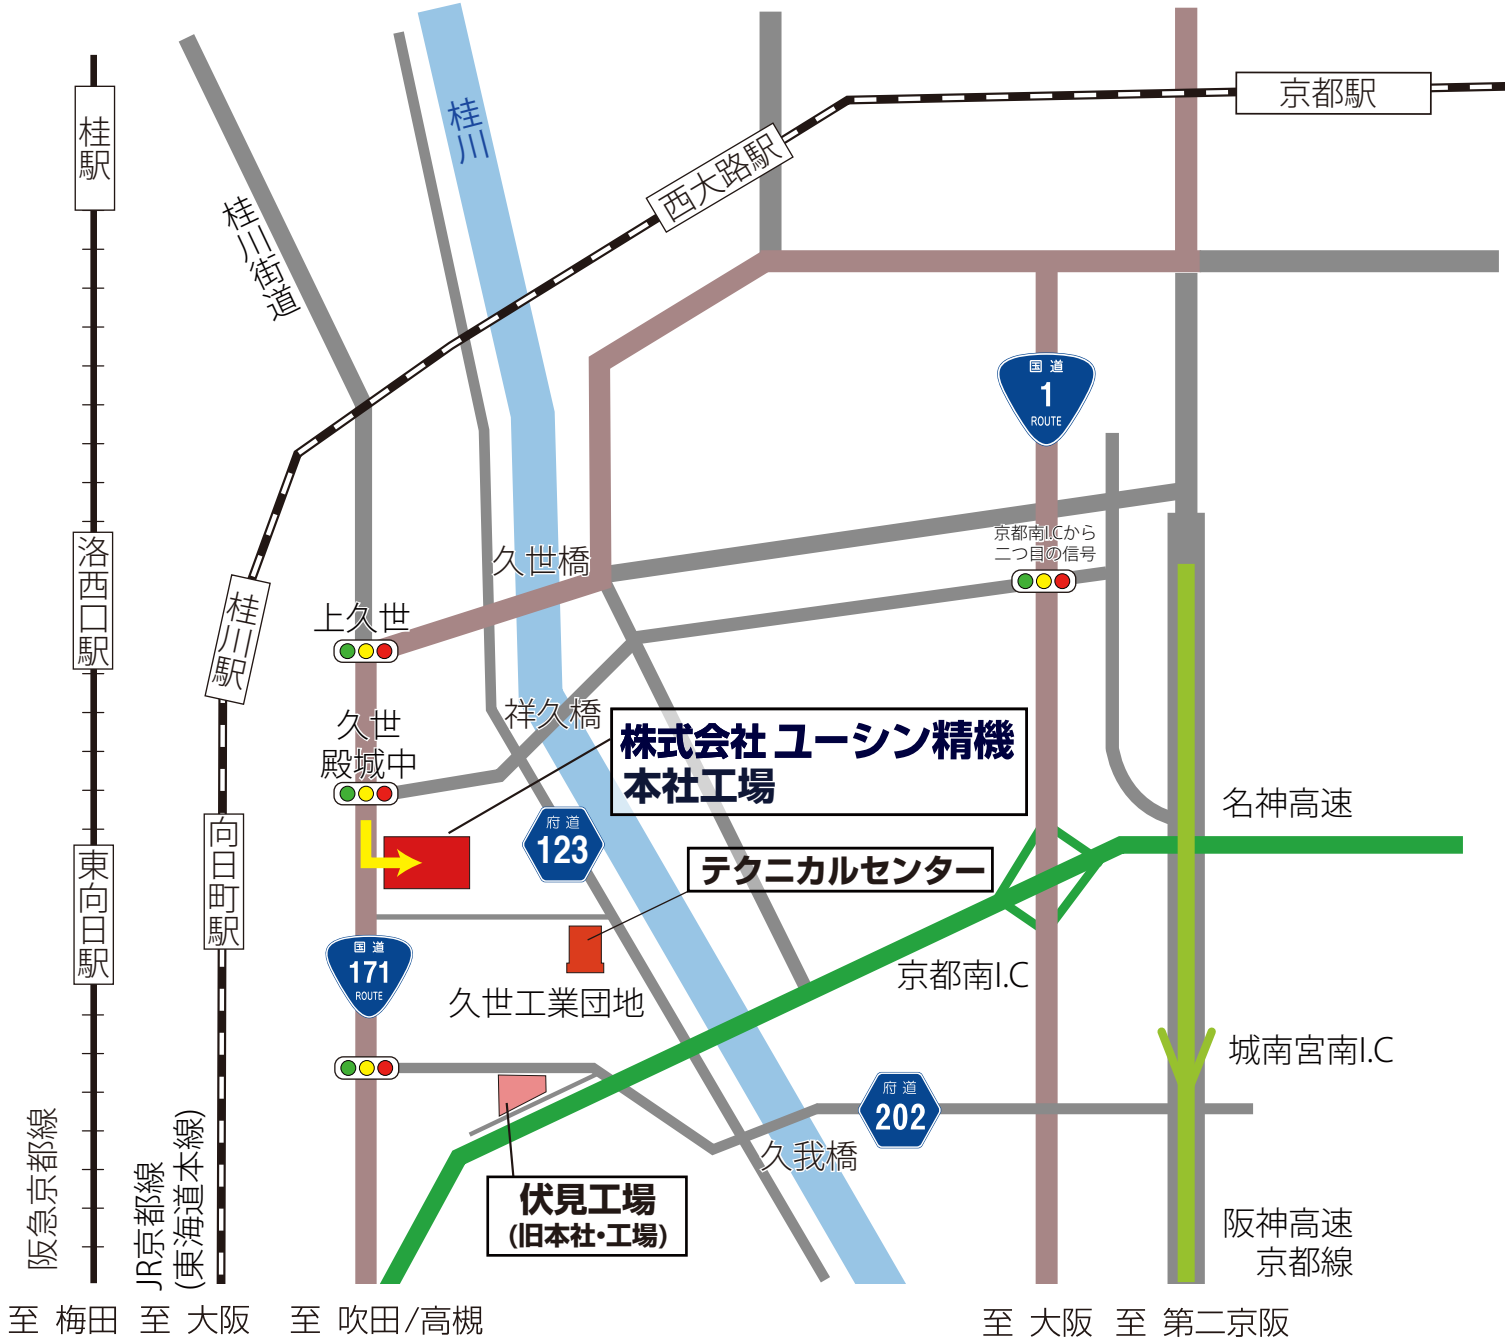 京都駅
桂駅
桂川
西大路駅
桂川街道
国道
1
ROUTE
京都南I.Cから
二つ目の信号
洛西口駅
久世橋
桂川駅
上久世
久世
殿城中
祥久橋
株式会社 ユーシン精機
本社工場
名神高速
府道
123
向日町駅
東向日駅
テクニカルセンター
国道
171
ROUTE
京都南I.C
久世工業団地
城南宮南I.C
府道
202
久我橋
阪急京都線
JR京都線
(東海道本線)
伏見工場
(旧本社・工場)
阪神高速
京都線
至 梅田
至 大阪
至 吹田/高槻
至 大阪
至 第二京阪